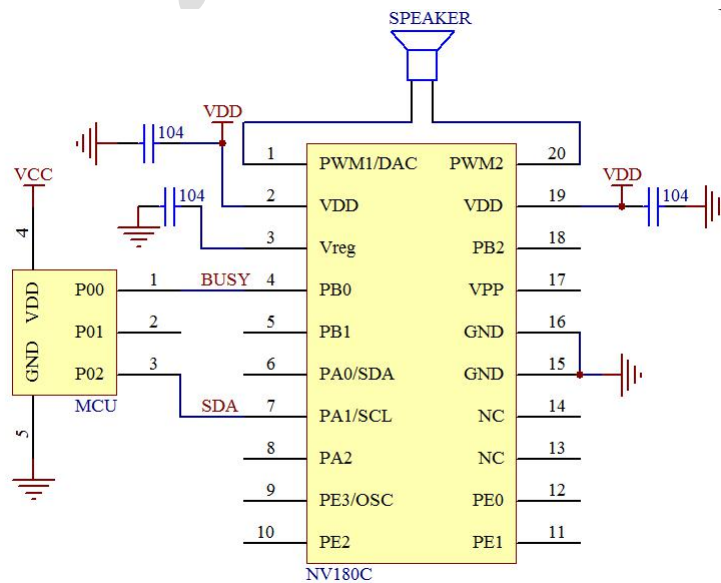 SPEAKER
VDD
104
1 PWM1/DAC PWM2 20
VCC
104
2 VDD VDD 19
VDD
104
4
3 Vreg PB2 18
VDD
P00 1 BUSY 4 PB0 VPP 17
P01 2 5 PB1 GND 16
GND
P02 3 6 PA0/SDA GND 15
MCU
SDA 7 PA1/SCL NC 14
5
8 PA2 NC 13
9 PE3/OSC PE0 12
10 PE2 PE1 11
NV180C